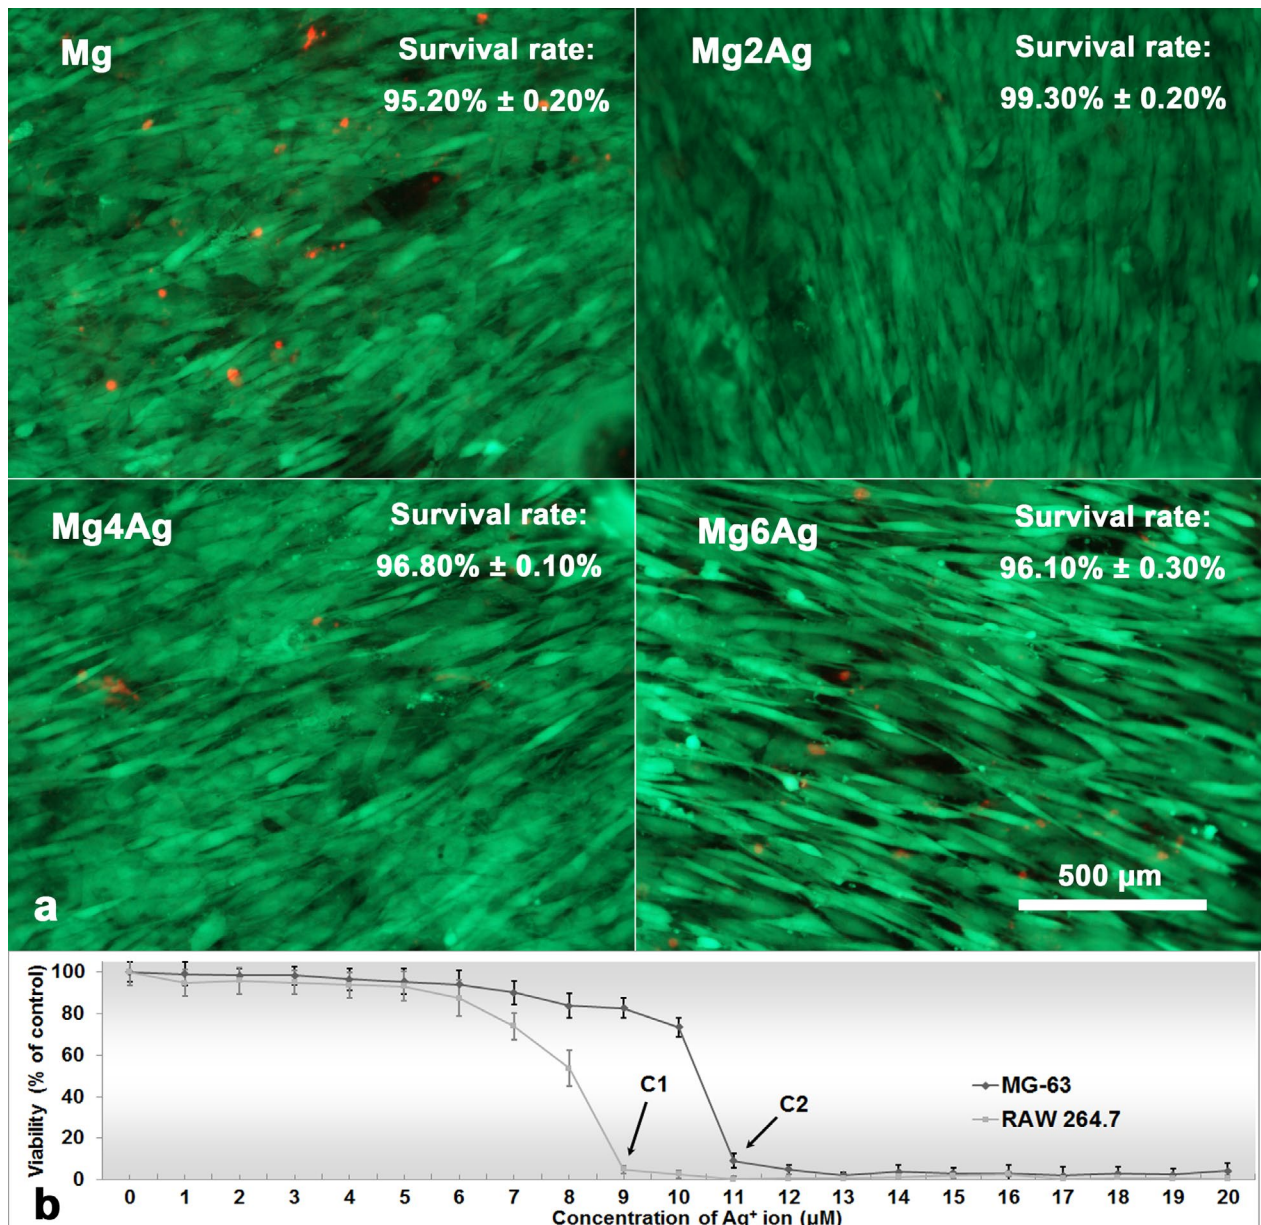 Mg
Survival rate:
95.20% ± 0.20%
Mg2Ag
Survival rate:
99.30% ± 0.20%
Mg4Ag
Survival rate:
96.80% ± 0.10%
Mg6Ag
Survival rate:
96.10% ± 0.30%
500 µm
a
Viability (% of control)
100
80
60
40
20
0
C1
C2
MG-63
RAW 264.7
0 1 2 3 4 5 6 7 8 9 10 11 12 13 14 15 16 17 18 19 20
Concentration of Ag⁺ ion (µM)
b